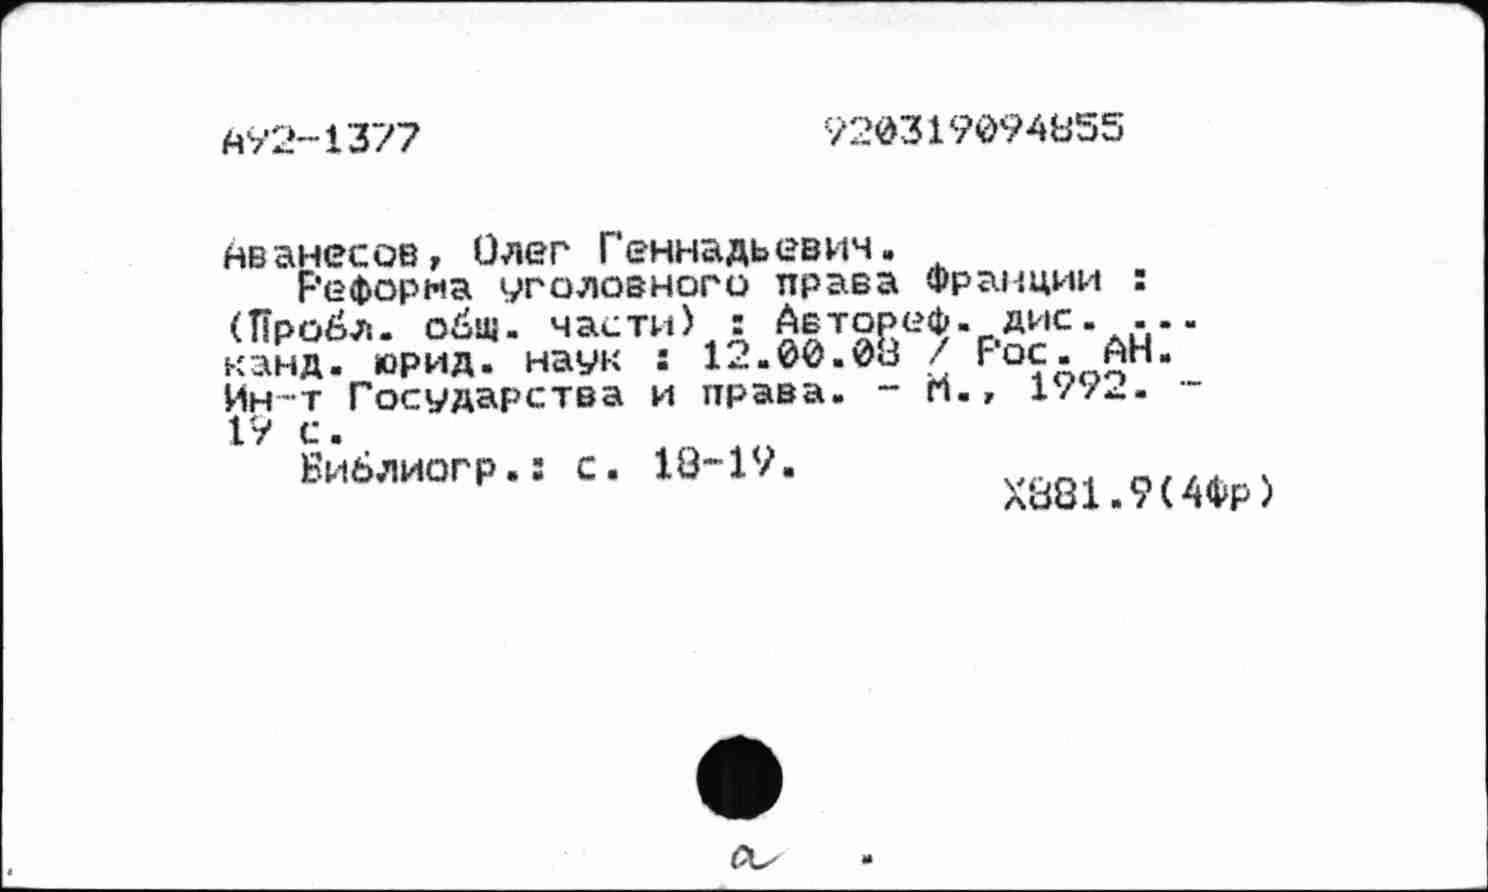 А92-1377 920319094855
Аванесов, Олег Геннадьевич.
Реформа уголовного права Франции :
(Пробл. общ. части) : Автореф. дис. ...
канд. юрид. наук : 12.00.08 / Рос. АН.
Ин-т Государства и права. - М., 1992. -
19 с.
Библиогр.: с. 18-19.
Х881.9(4Фр)
а